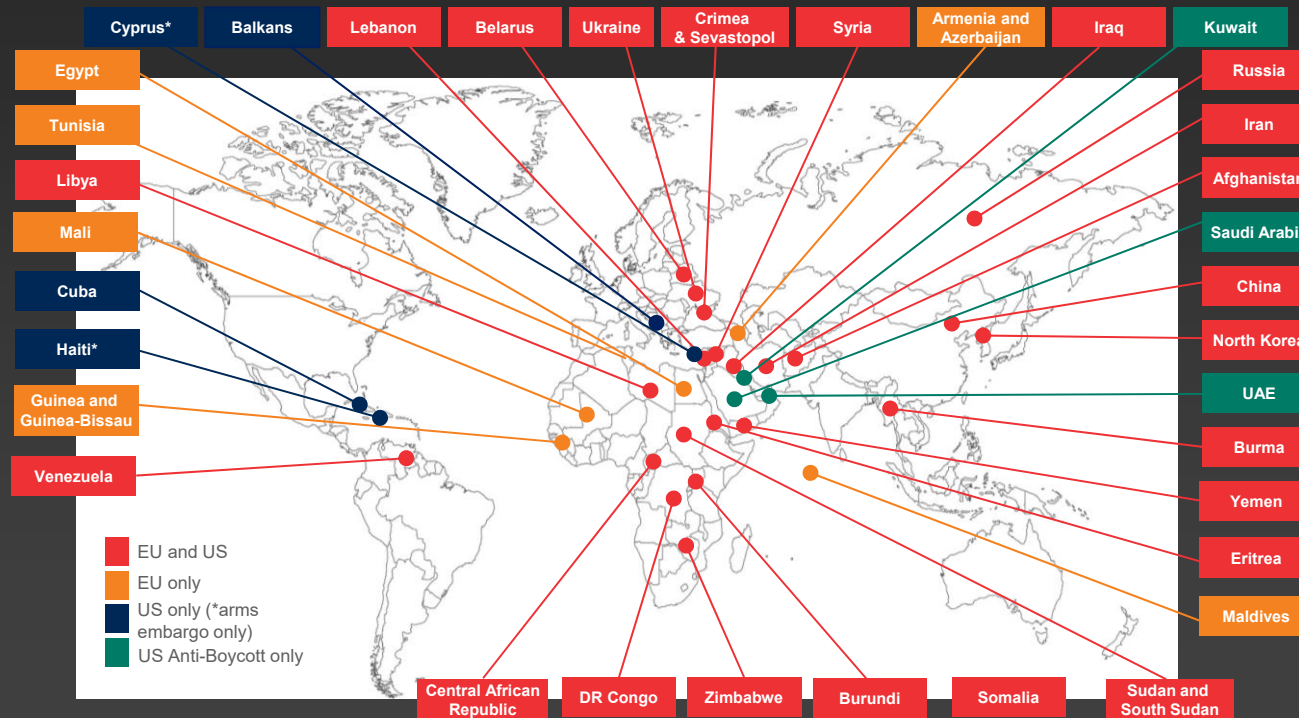 Cyprus*
Balkans
Lebanon
Belarus
Ukraine
Crimea
& Sevastopol
Syria
Armenia and
Azerbaijan
Iraq
Kuwait
Egypt
Tunisia
Libya
Mali
Cuba
Haiti*
Guinea and
Guinea-Bissau
Venezuela
Russia
Iran
Afghanistan
Saudi Arabi
China
North Korea
UAE
Burma
Yemen
Eritrea
Maldives
EU and US
EU only
US only (*arms
embargo only)
US Anti-Boycott only
Central African
Republic
DR Congo
Zimbabwe
Burundi
Somalia
Sudan and
South Sudan